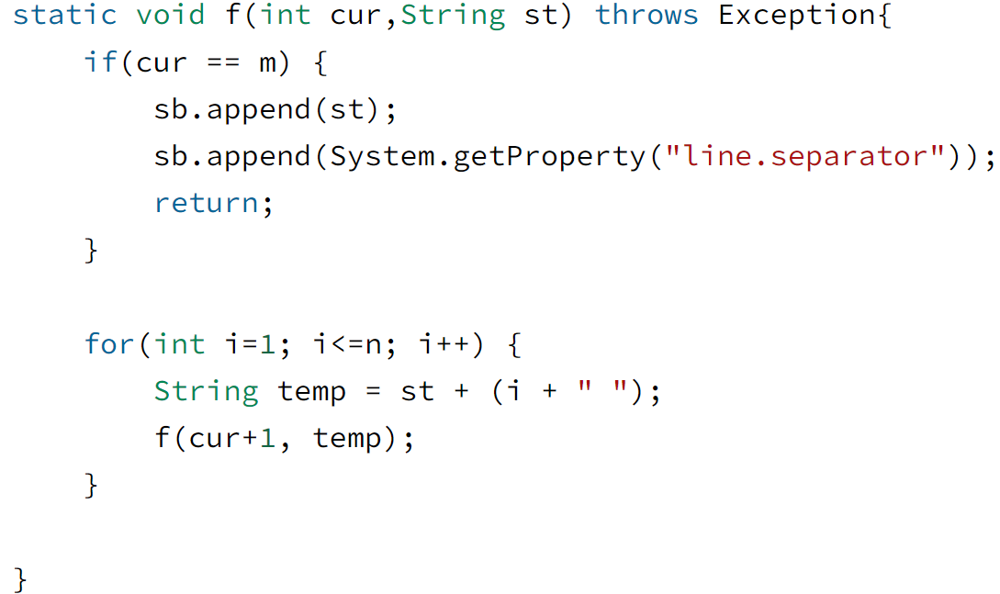 static void f(int cur,String st) throws Exception{
    if(cur == m) {
        sb.append(st);
        sb.append(System.getProperty("line.separator"));
        return;
    }
    for(int i=1; i<=n; i++) {
        String temp = st + (i + " ");
        f(cur+1, temp);
    }
}